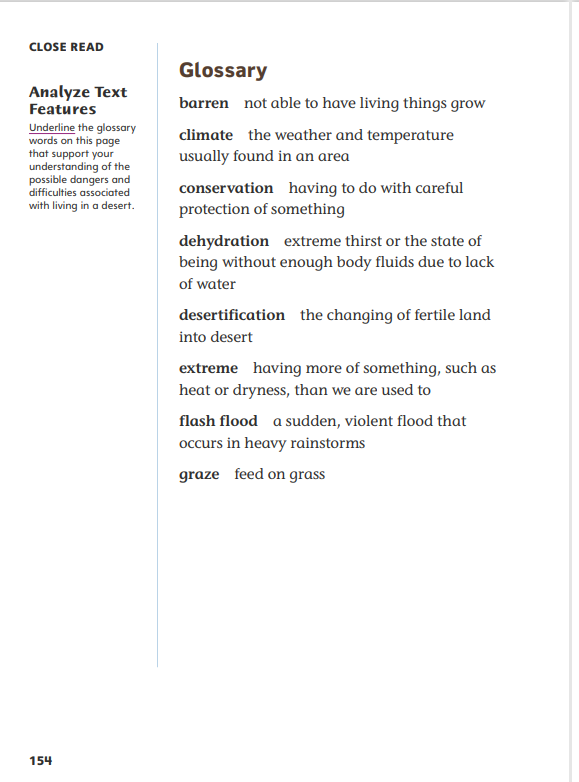 CLOSE READ
Analyze Text
Features
Underline the glossary
words on this page
that support your
understanding of the
possible dangers and
difficulties associated
with living in a desert.
Glossary
barren not able to have living things grow
climate the weather and temperature
usually found in an area
conservation having to do with careful
protection of something
dehydration extreme thirst or the state of
being without enough body fluids due to lack
of water
desertification the changing of fertile land
into desert
extreme having more of something, such as
heat or dryness, than we are used to
flash flood a sudden, violent flood that
occurs in heavy rainstorms
graze feed on grass
154